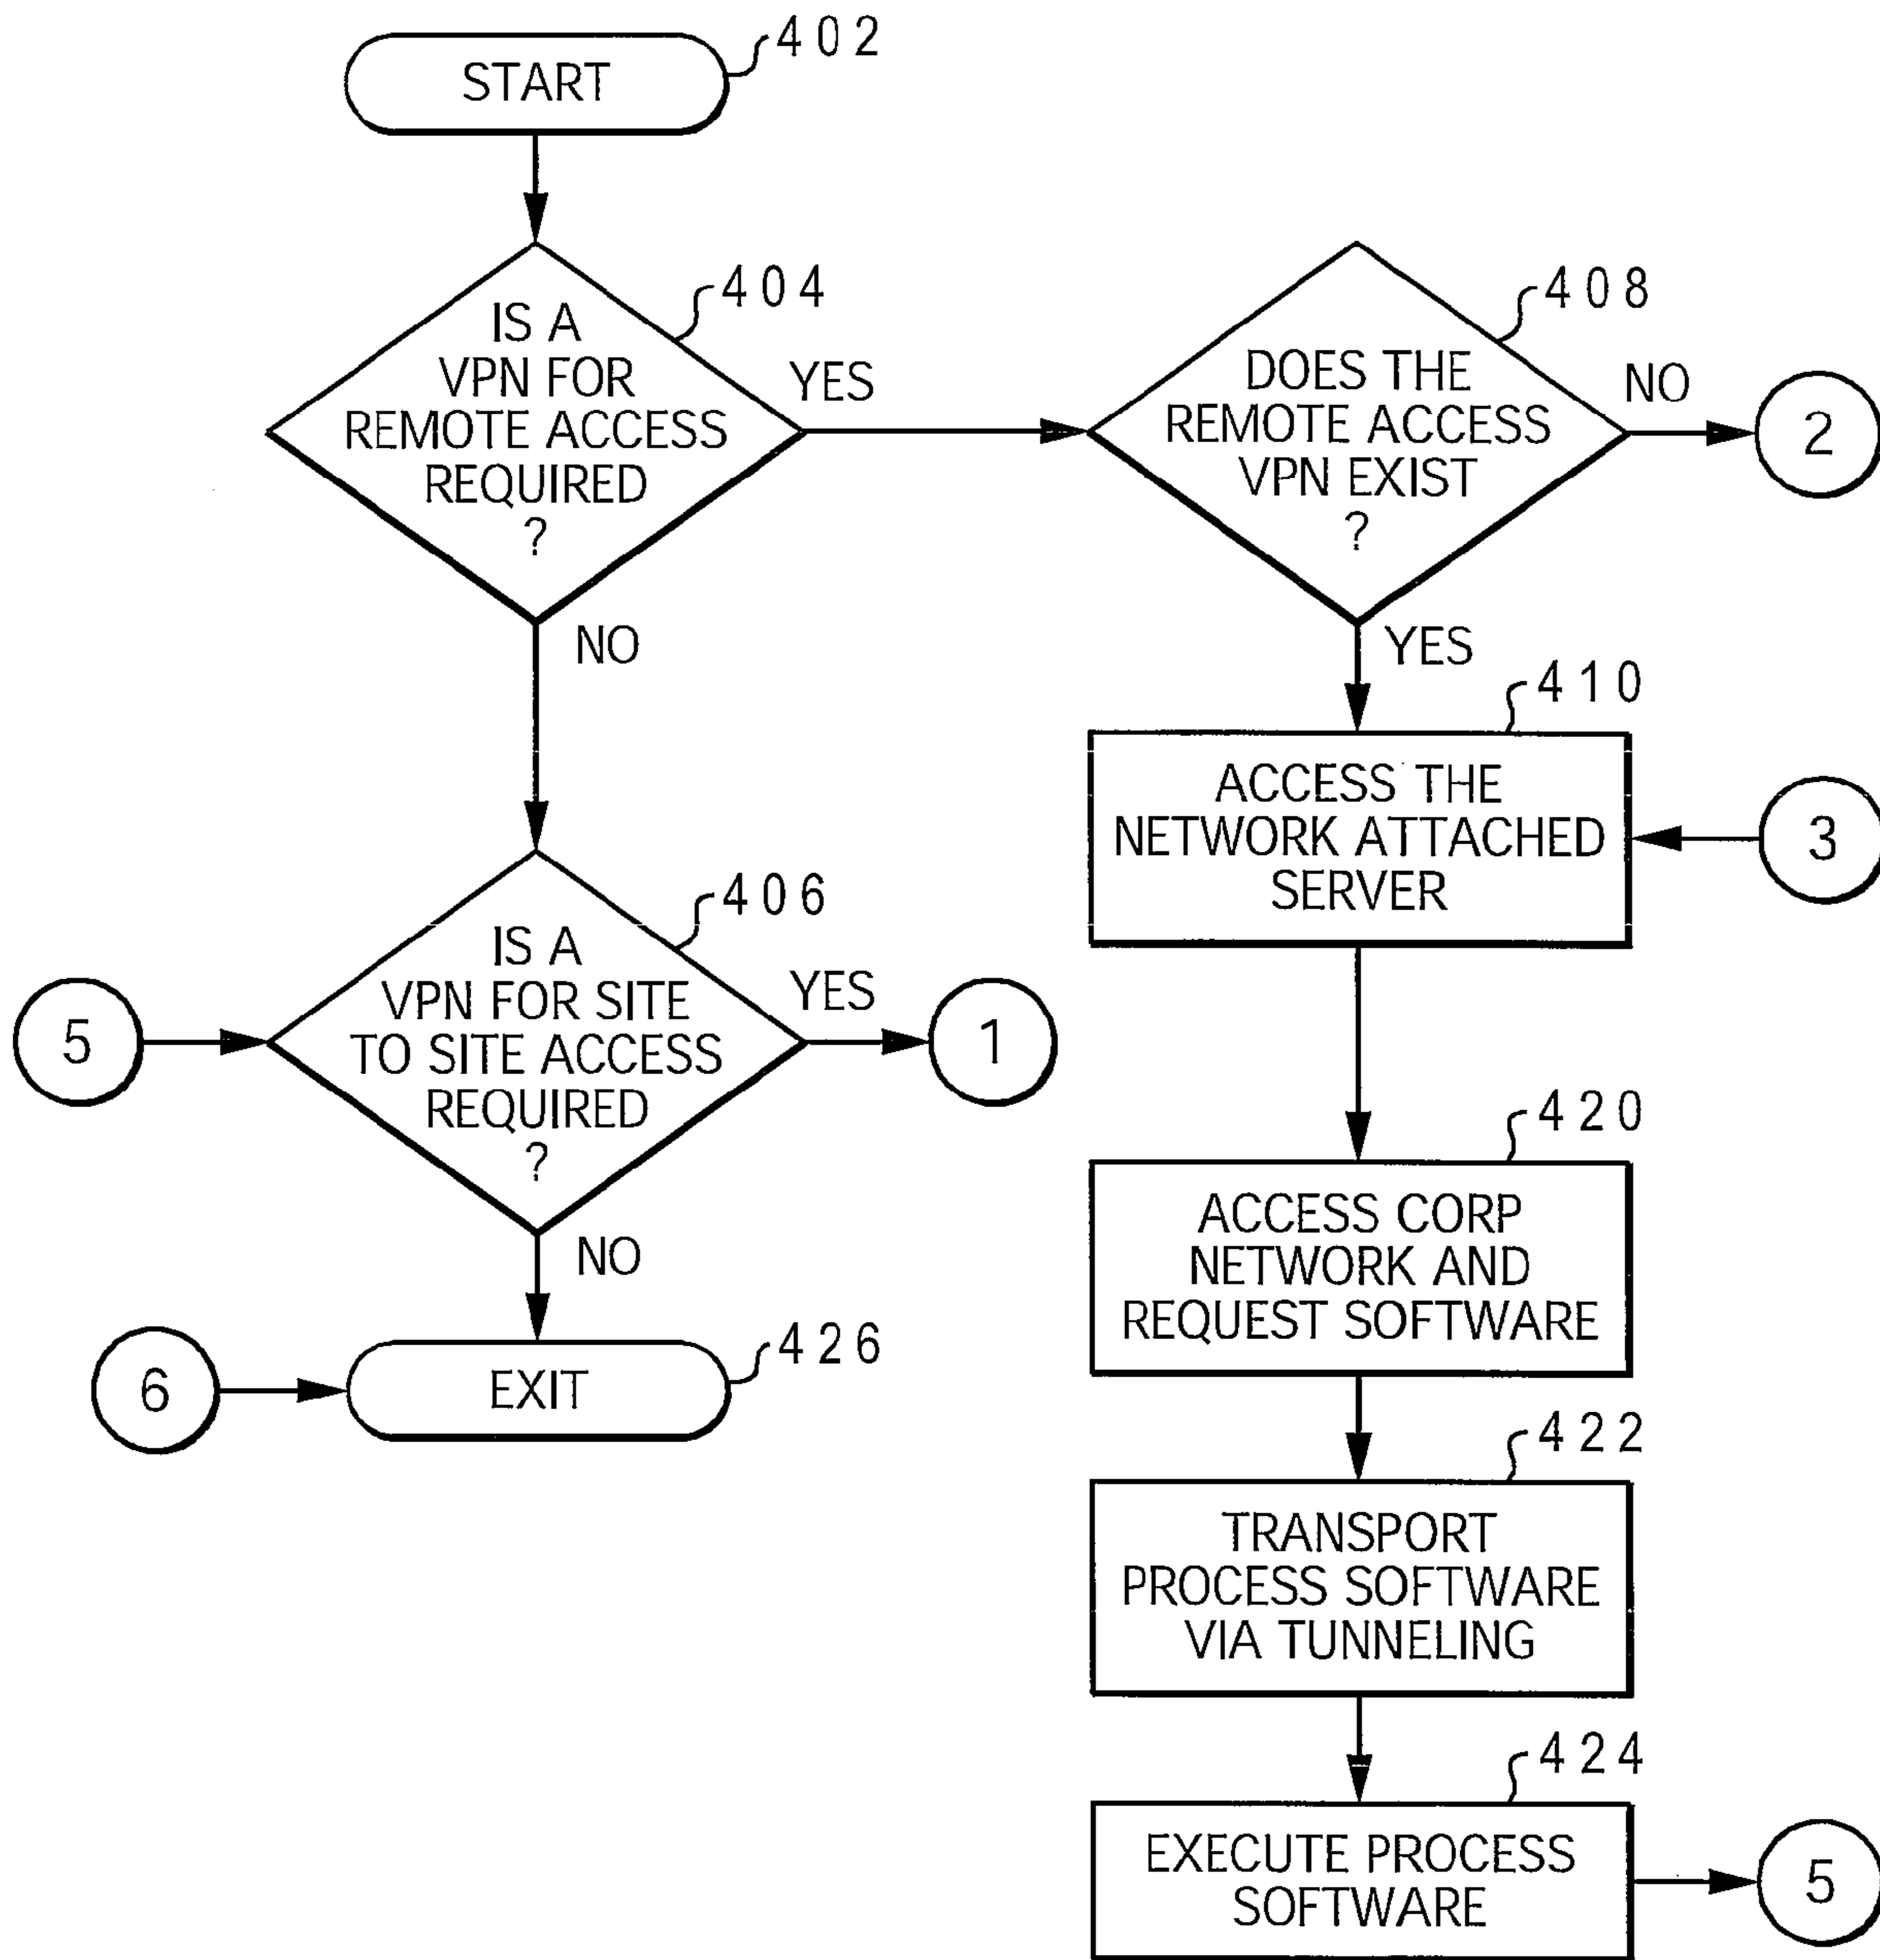 START
402
IS A
VPN FOR
REMOTE ACCESS
REQUIRED
?
404
YES
NO
DOES THE
REMOTE ACCESS
VPN EXIST
?
408
NO
2
YES
410
ACCESS THE
NETWORK ATTACHED
SERVER
3
5
IS A
VPN FOR SITE
TO SITE ACCESS
REQUIRED
?
406
YES
1
NO
6
EXIT
426
420
ACCESS CORP
NETWORK AND
REQUEST SOFTWARE
422
TRANSPORT
PROCESS SOFTWARE
VIA TUNNELING
424
EXECUTE PROCESS
SOFTWARE
5